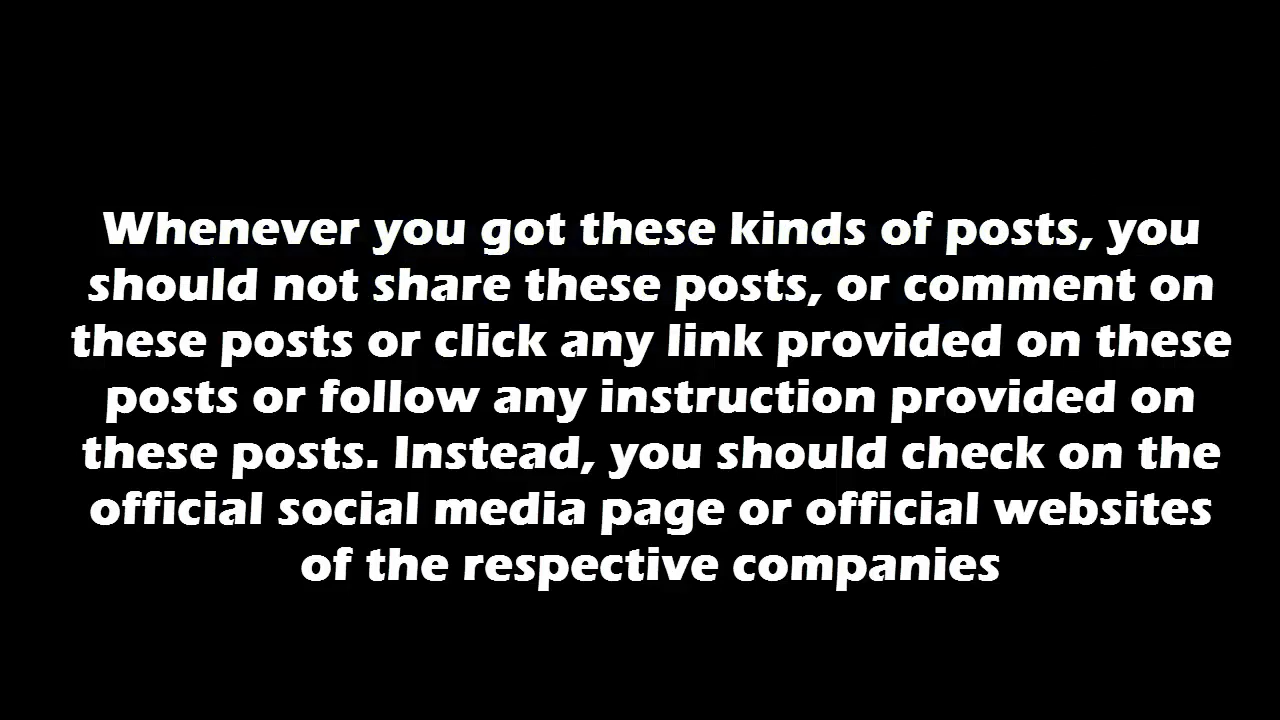 Whenever you got these kinds of posts, you
should not share these posts, or comment on
these posts or click any link provided on these
posts or follow any instruction provided on
these posts. Instead, you should check on the
official social media page or official websites
of the respective companies